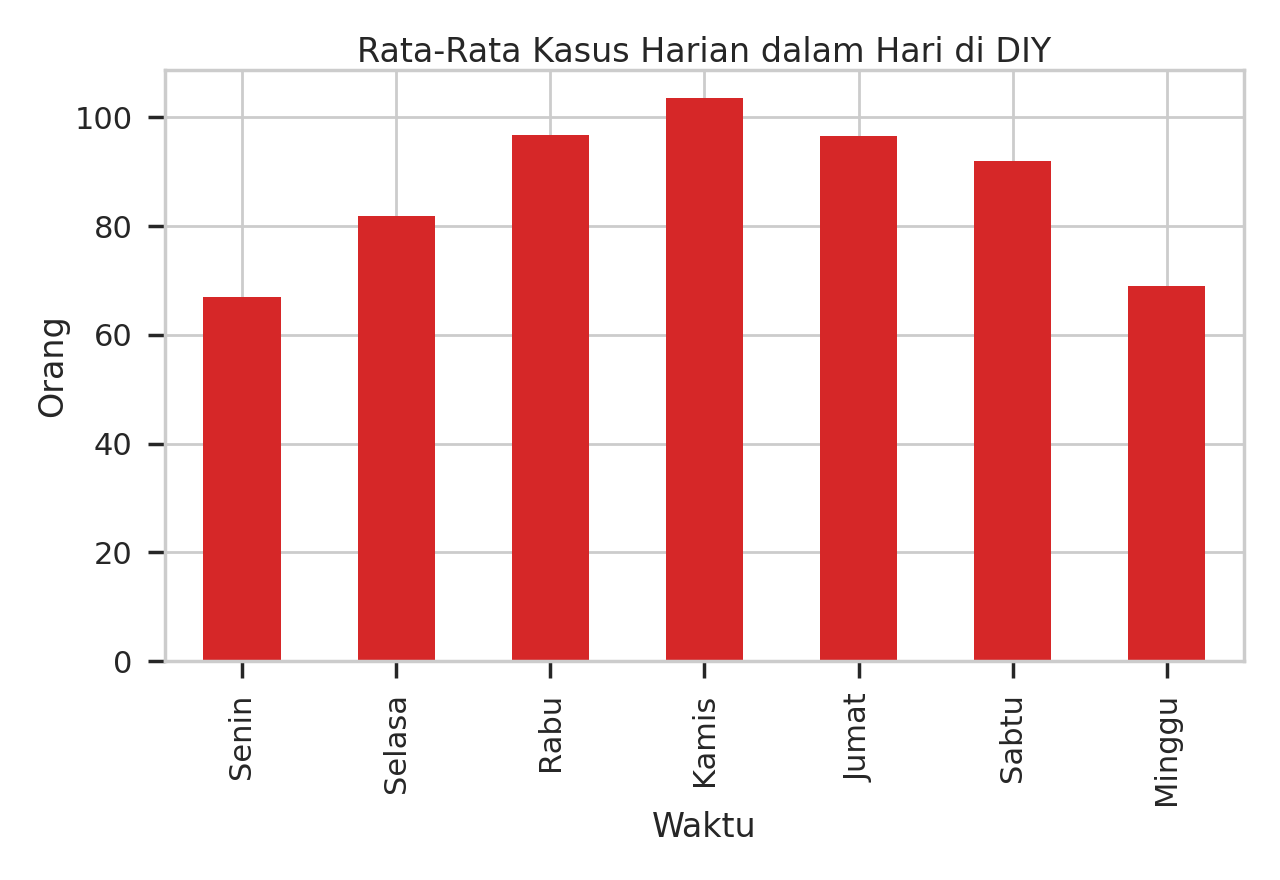 Rata-Rata Kasus Harian dalam Hari di DIY
100
80
60
40
20
0
Orang
Senin
Selasa
Rabu
Kamis
Jumat
Sabtu
Minggu
Waktu